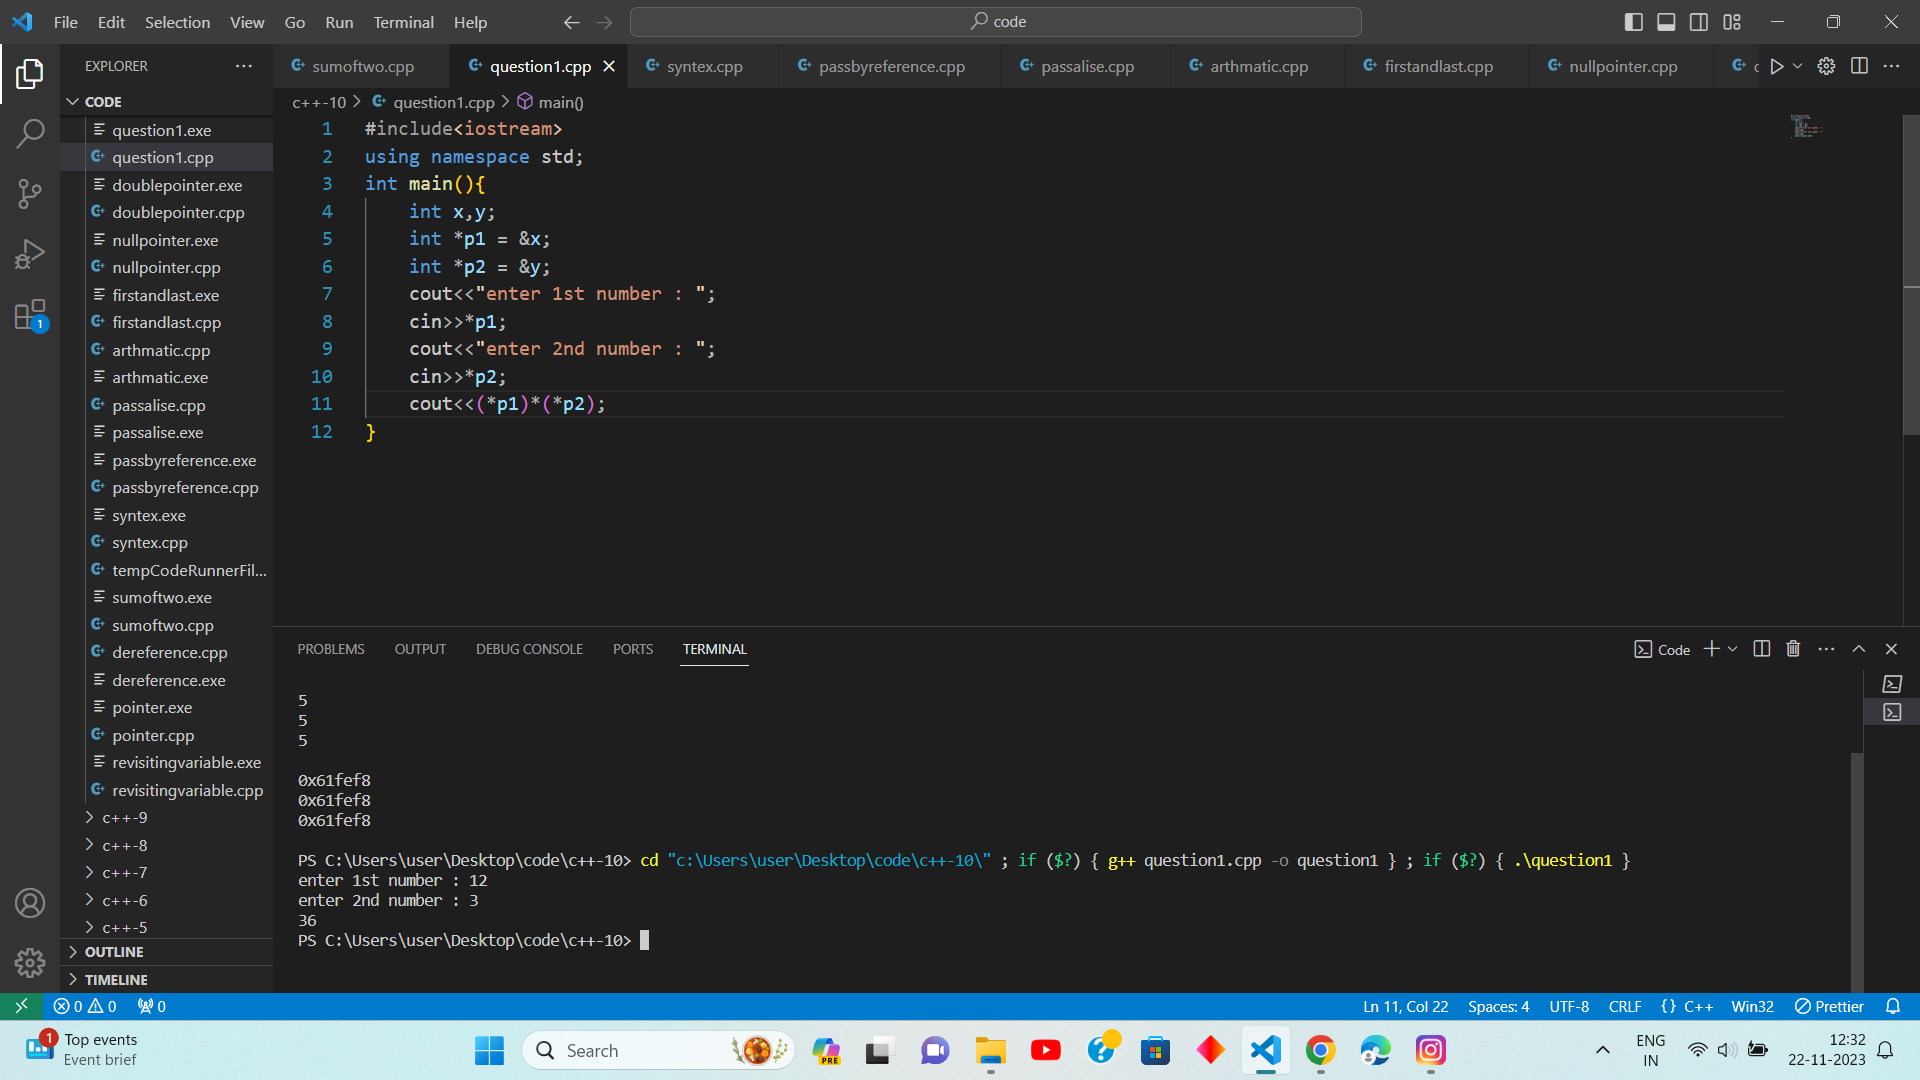 File Edit Selection View Go Run Terminal Help
code
EXPLORER
sumoftwo.cpp
question1.cpp
syntex.cpp
passbyreference.cpp
passalise.cpp
arthmatic.cpp
firstandlast.cpp
nullpointer.cpp
CODE
c++-10 > question1.cpp > main()
question1.exe
question1.cpp
doublepointer.exe
doublepointer.cpp
nullpointer.exe
nullpointer.cpp
firstandlast.exe
firstandlast.cpp
arthmatic.cpp
arthmatic.exe
passalise.cpp
passalise.exe
passbyreference.exe
passbyreference.cpp
syntex.exe
syntex.cpp
tempCodeRunnerFil...
sumoftwo.exe
sumoftwo.cpp
dereference.cpp
dereference.exe
pointer.exe
pointer.cpp
revisitingvariable.exe
revisitingvariable.cpp
c++-9
c++-8
c++-7
c++-6
c++-5
OUTLINE
TIMELINE
1 #include<iostream>
2 using namespace std;
3 int main(){
4 int x,y;
5 int *p1 = &x;
6 int *p2 = &y;
7 cout<<"enter 1st number : ";
8 cin>>*p1;
9 cout<<"enter 2nd number : ";
10 cin>>*p2;
11 cout<<(*p1)*(*p2);
12 }
PROBLEMS OUTPUT DEBUG CONSOLE PORTS TERMINAL
Code
5
5
5
0x61fef8
0x61fef8
0x61fef8
PS C:\Users\user\Desktop\code\c++-10> cd "c:\Users\user\Desktop\code\c++-10\" ; if ($?) { g++ question1.cpp -o question1 } ; if ($?) { .\question1 }
enter 1st number : 12
enter 2nd number : 3
36
PS C:\Users\user\Desktop\code\c++-10>
1
0 0 0
Ln 11, Col 22 Spaces: 4 UTF-8 CRLF {} C++ Win32 Prettier
1
Top events
Event brief
Search
PRE
ENG
IN
12:32
22-11-2023